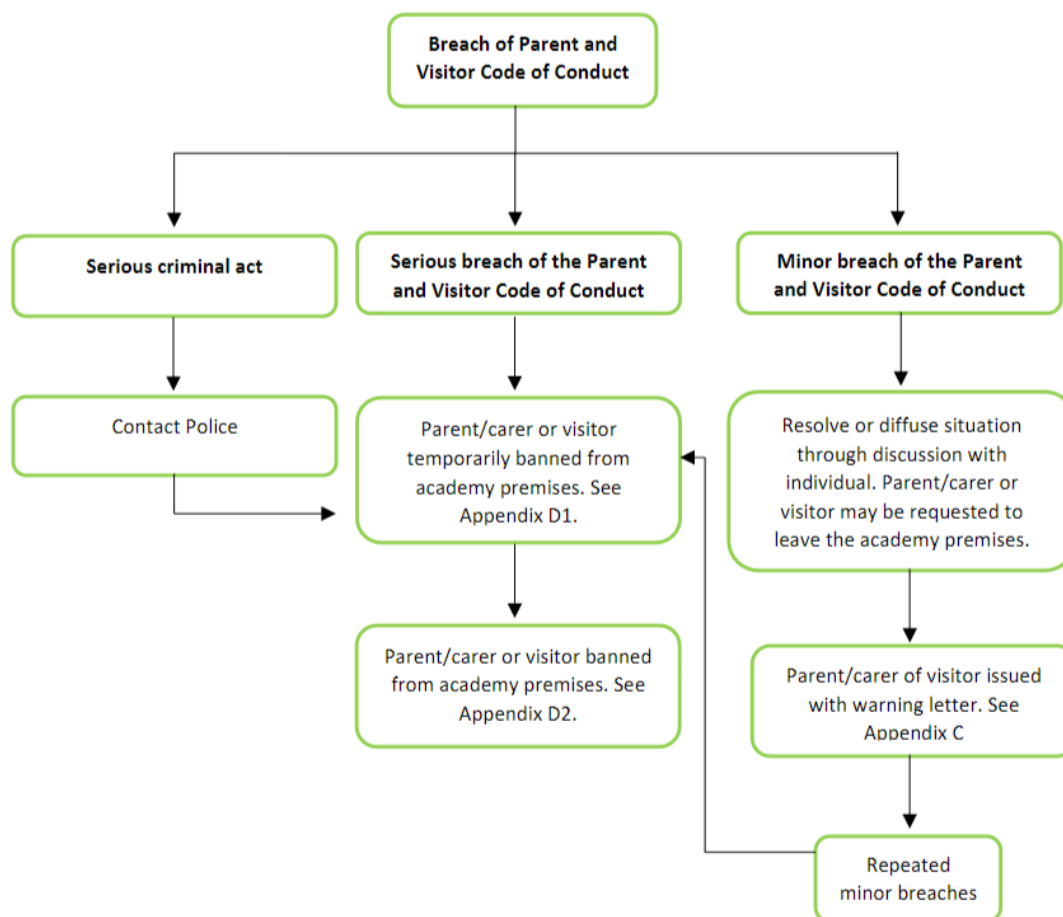 Breach of Parent and
Visitor Code of Conduct
Serious criminal act
Serious breach of the Parent
and Visitor Code of Conduct
Minor breach of the Parent
and Visitor Code of Conduct
Contact Police
Parent/carer or visitor
temporarily banned from
academy premises. See
Appendix D1.
Resolve or diffuse situation
through discussion with
individual. Parent/carer or
visitor may be requested to
leave the academy premises.
Parent/carer or visitor banned
from academy premises. See
Appendix D2.
Parent/carer of visitor issued
with warning letter. See
Appendix C
Repeated
minor breaches